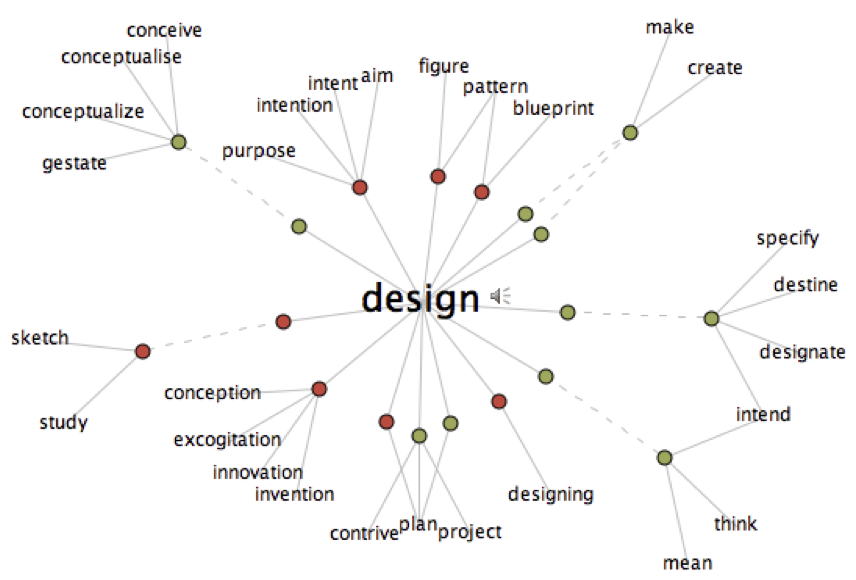 conceive
make
conceptualise
figure
create
intent
aim
pattern
intention
blueprint
conceptualize
purpose
gestate
specify
destine
design
sketch
designate
conception
intend
study
excogitation
innovation
invention
designing
contrive
plan
project
think
mean